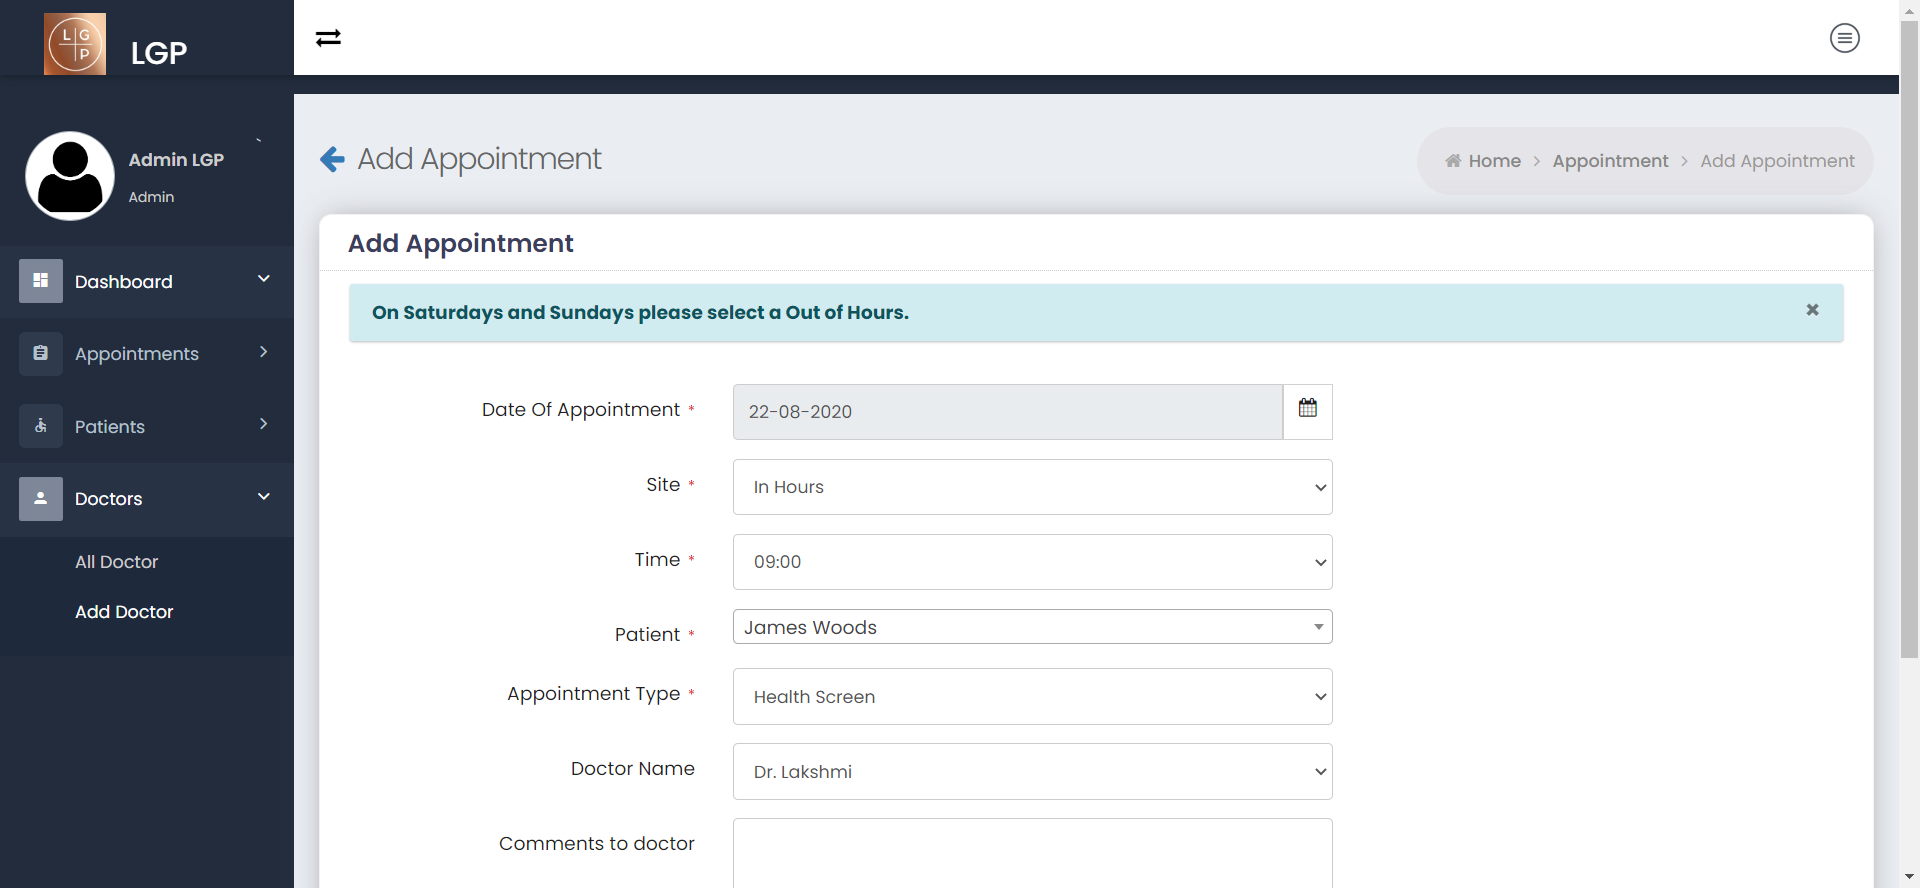 LGP
LGP
Admin LGP
Admin
Dashboard
Appointments
Patients
Doctors
All Doctor
Add Doctor
Add Appointment
Home > Appointment > Add Appointment
Add Appointment
On Saturdays and Sundays please select a Out of Hours.
×
Date Of Appointment * 22-08-2020
Site * In Hours
Time * 09:00
Patient * James Woods
Appointment Type * Health Screen
Doctor Name Dr. Lakshmi
Comments to doctor